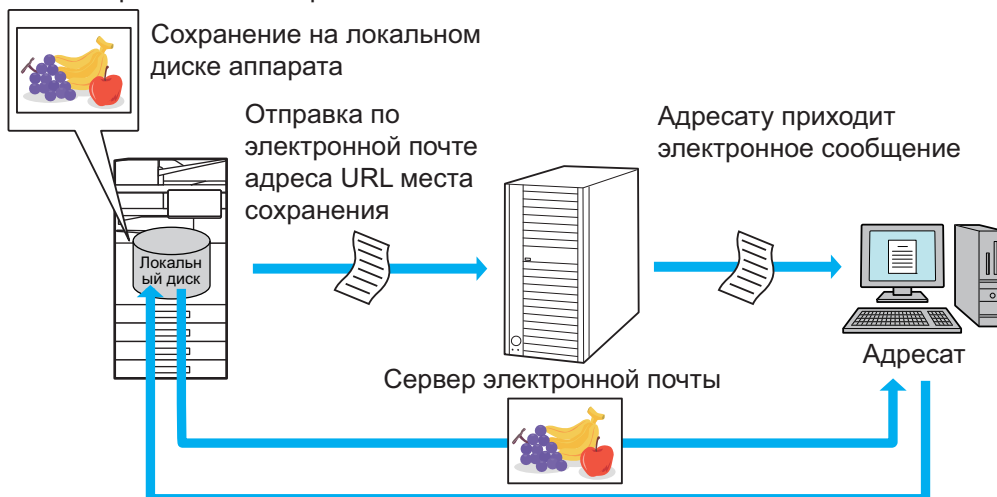 Сохранение на локальном
диске аппарата
Отправка по
электронной почте
адреса URL места
сохранения
Адресату приходит
электронное сообщение
Локальн
ый диск
Адресат
Сервер электронной почты